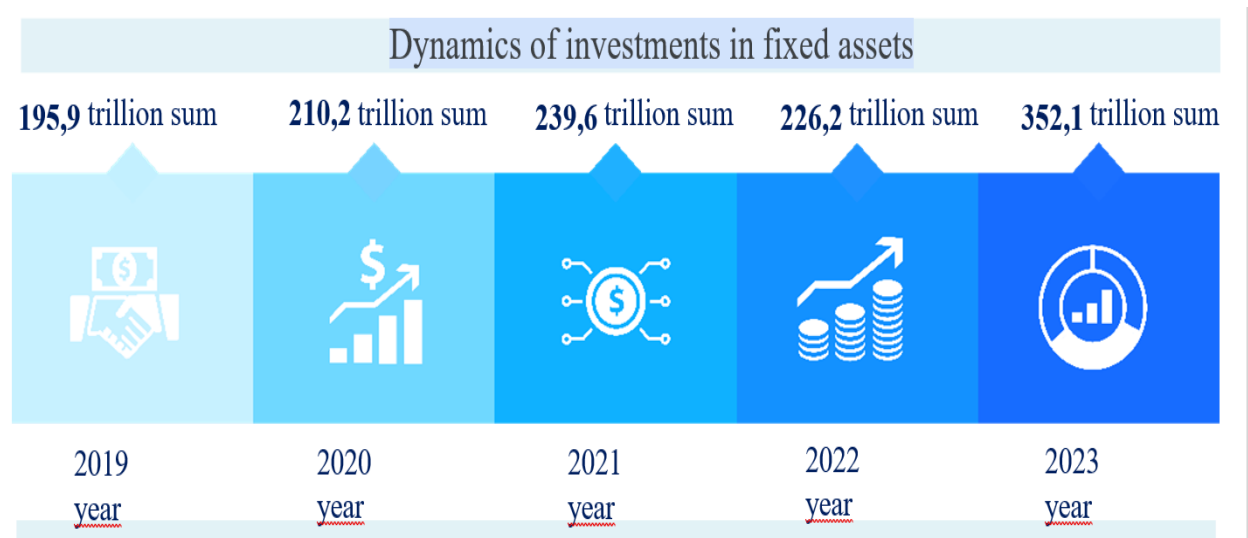 Dynamics of investments in fixed assets
195,9 trillion sum
210,2 trillion sum
239,6 trillion sum
226,2 trillion sum
352,1 trillion sum
$
$
$
2019
year
2020
year
2021
year
2022
year
2023
year